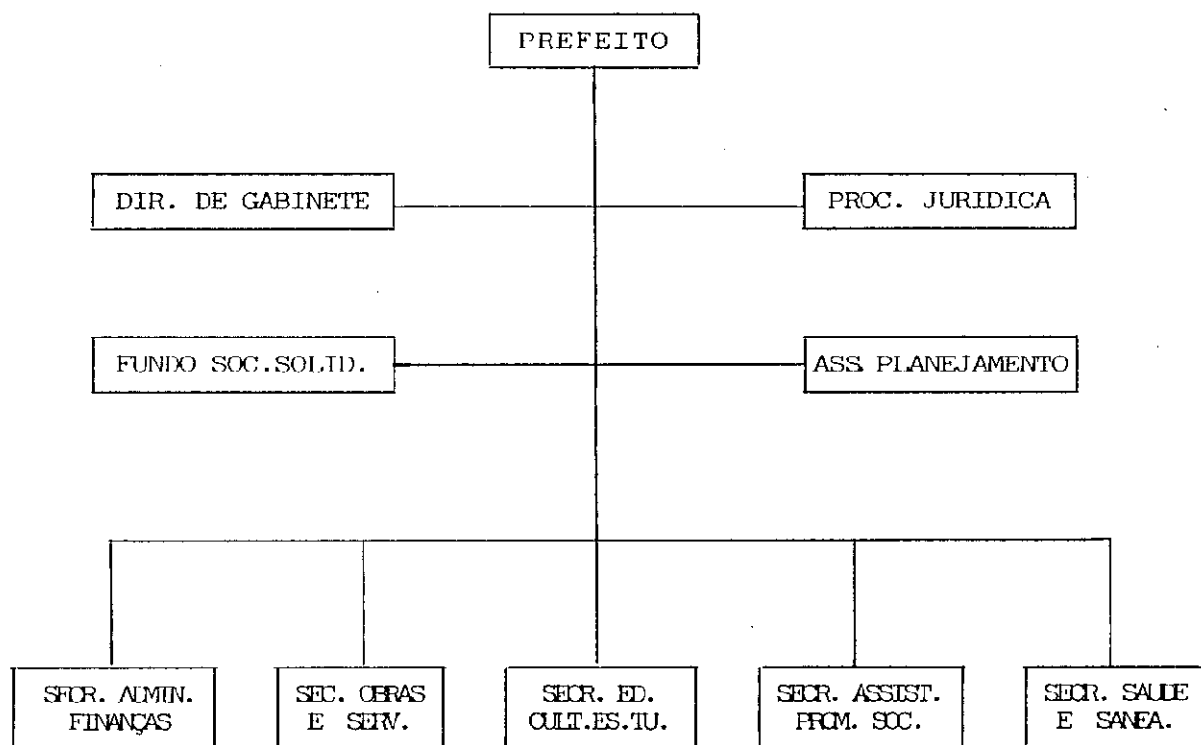 PREFEITO
DIR. DE GABINETE
PROC. JURIDICA
FUNDO SOC.SOLID.
ASS. PLANEJAMENTO
SECR. ADMIN.
FINANÇAS
SEC. OBRAS
E SERV.
SECR. ED.
CULT.ES.TU.
SECR. ASSIST.
PROM. SOC.
SECR. SAUDE
E SANEA.